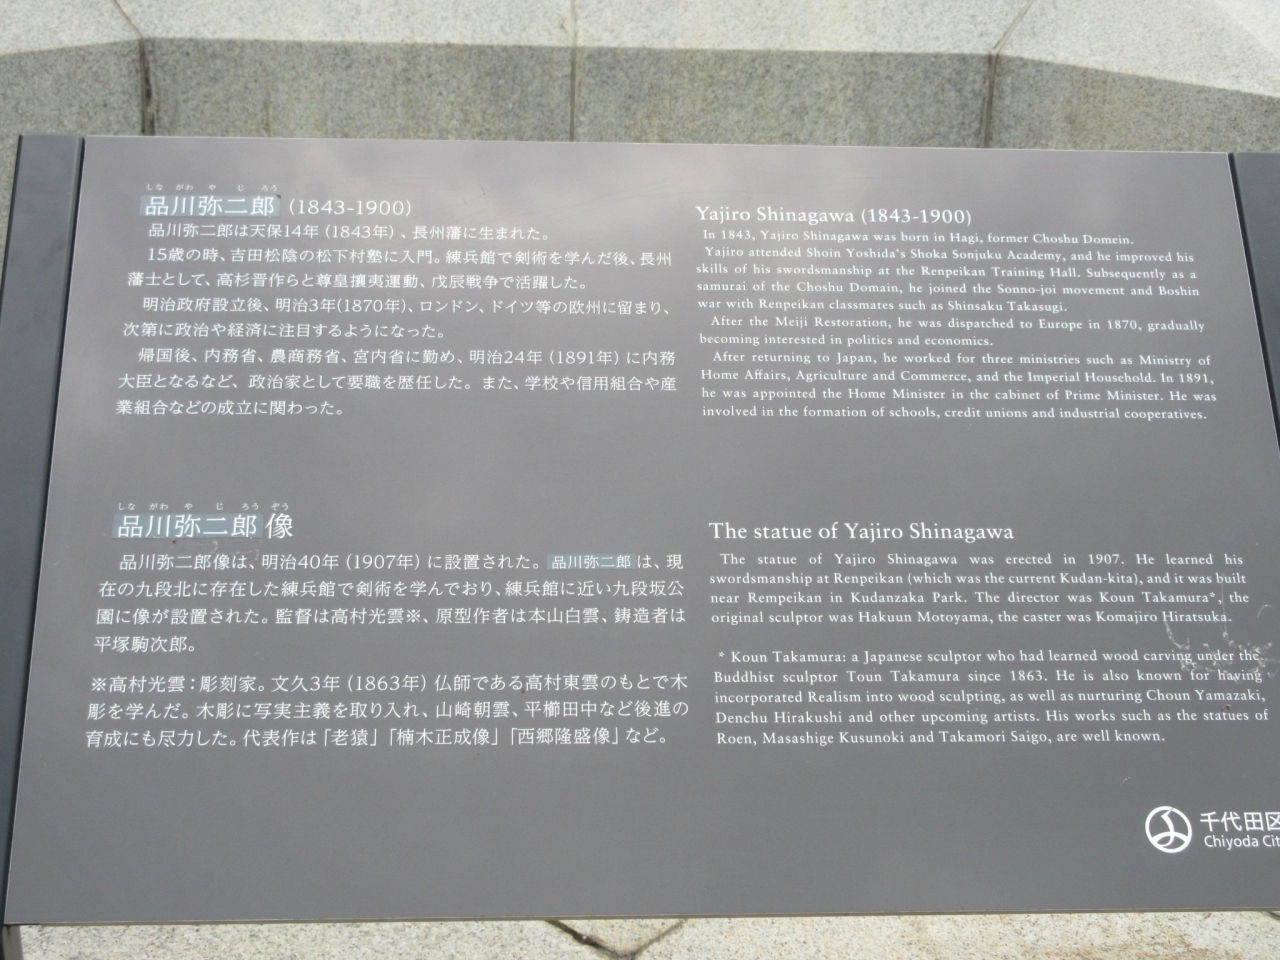 しながわやじろう
品川弥二郎 (1843-1900)
品川弥二郎は天保14年（1843年）、長州藩に生まれた。
15歳の時、吉田松陰の松下村塾に入門。練兵館で剣術を学んだ後、長州
藩士として、高杉晋作らと尊皇攘夷運動、戊辰戦争で活躍した。
明治政府設立後、明治3年(1870年)、ロンドン、ドイツ等の欧州に留まり、
次第に政治や経済に注目するようになった。
帰国後、内務省、農商務省、宮内省に勤め、明治24年（1891年）に内務
大臣となるなど、政治家として要職を歴任した。また、学校や信用組合や産
業組合などの成立に関わった。
しながわやじろうぞう
品川弥二郎像
品川弥二郎像は、明治40年（1907年）に設置された。品川弥二郎は、現
在の九段北に存在した練兵館で剣術を学んでおり、練兵館に近い九段坂公
園に像が設置された。監督は高村光雲※、原型作者は本山白雲、鋳造者は
平塚駒次郎。
※高村光雲：彫刻家。文久3年（1863年）仏師である高村東雲のもとで木
彫を学んだ。木彫に写実主義を取り入れ、山崎朝雲、平櫛田中など後進の
育成にも尽力した。代表作は「老猿」「楠木正成像」「西郷隆盛像」など。
Yajiro Shinagawa (1843-1900)
In 1843, Yajiro Shinagawa was born in Hagi, former Choshu Domein.
Yajiro attended Shoin Yoshida's Shoka Sonjuku Academy, and he improved his
skills of his swordsmanship at the Renpeikan Training Hall. Subsequently as a
samurai of the Choshu Domain, he joined the Sonno-joi movement and Boshin
war with Renpeikan classmates such as Shinsaku Takasugi.
After the Meiji Restoration, he was dispatched to Europe in 1870, gradually
becoming interested in politics and economics.
After returning to Japan, he worked for three ministries such as Ministry of
Home Affairs, Agriculture and Commerce, and the Imperial Household. In 1891,
he was appointed the Home Minister in the cabinet of Prime Minister. He was
involved in the formation of schools, credit unions and industrial cooperatives.
The statue of Yajiro Shinagawa
The statue of Yajiro Shinagawa was erected in 1907. He learned his
swordsmanship at Renpeikan (which was the current Kudan-kita), and it was built
near Rempeikan in Kudanzaka Park. The director was Koun Takamura*, the
original sculptor was Hakuun Motoyama, the caster was Komajiro Hiratsuka.
* Koun Takamura: a Japanese sculptor who had learned wood carving under the
Buddhist sculptor Toun Takamura since 1863. He is also known for having
incorporated Realism into wood sculpting, as well as nurturing Choun Yamazaki,
Denchu Hirakushi and other upcoming artists. His works such as the statues of
Roen, Masashige Kusunoki and Takamori Saigo, are well known.
千代田区
Chiyoda Cit